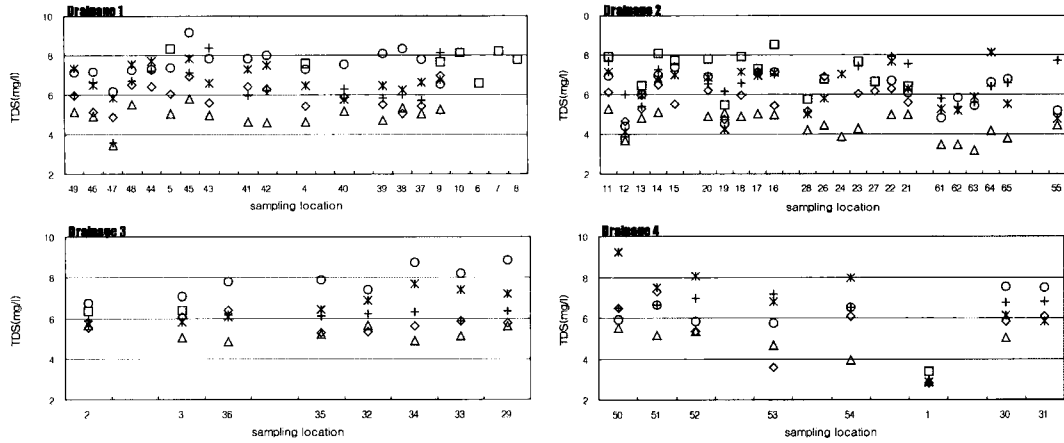 Drainage 1
10
8
6
4
2
TDS(mg/l)
49 46 47 48 44 5 45 43 41 42 4 40 39 38 37 9 10 6 7 8
sampling location
Drainage 2
10
8
6
4
2
TDS(mg/l)
11 12 13 14 15 20 19 18 17 16 28 26 24 23 27 22 21 61 62 63 64 65 55
sampling location
Drainage 3
10
8
6
4
2
TDS(mg/l)
2 3 36 35 32 34 33 29
sampling location
Drainage 4
10
8
6
4
2
TDS(mg/l)
50 51 52 53 54 1 30 31
sampling location